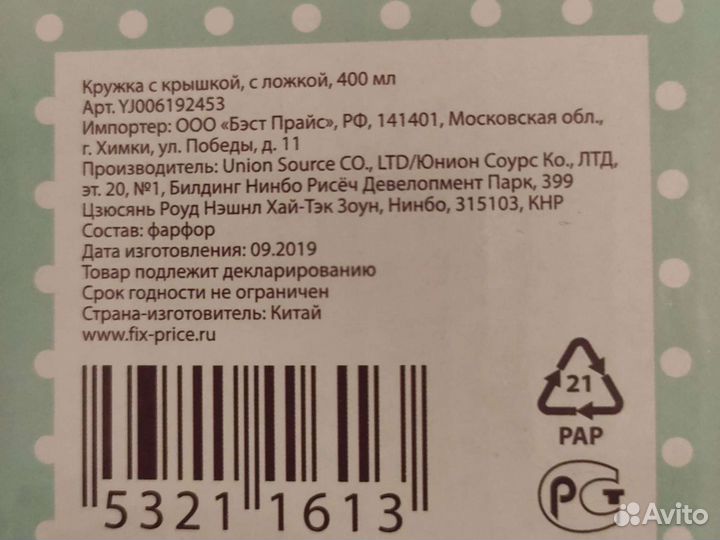 Кружка с крышкой, с ложкой, 400 мл
Арт. YJ006192453
Импортер: ООО «Бэст Прайс», РФ, 141401, Московская обл.,
г. Химки, ул. Победы, д. 11
Производитель: Union Source CO., LTD/Юнион Соурс Ко., ЛТД,
эт. 20, №1, Билдинг Нинбо Рисёч Девелопмент Парк, 399
Цзюсянь Роуд Нэшнл Хай-Тэк Зоун, Нинбо, 315103, КНР
Состав: фарфор
Дата изготовления: 09.2019
Товар подлежит декларированию
Срок годности не ограничен
Страна-изготовитель: Китай
www.fix-price.ru
21
PAP
5321 1613
РСТ
Avito